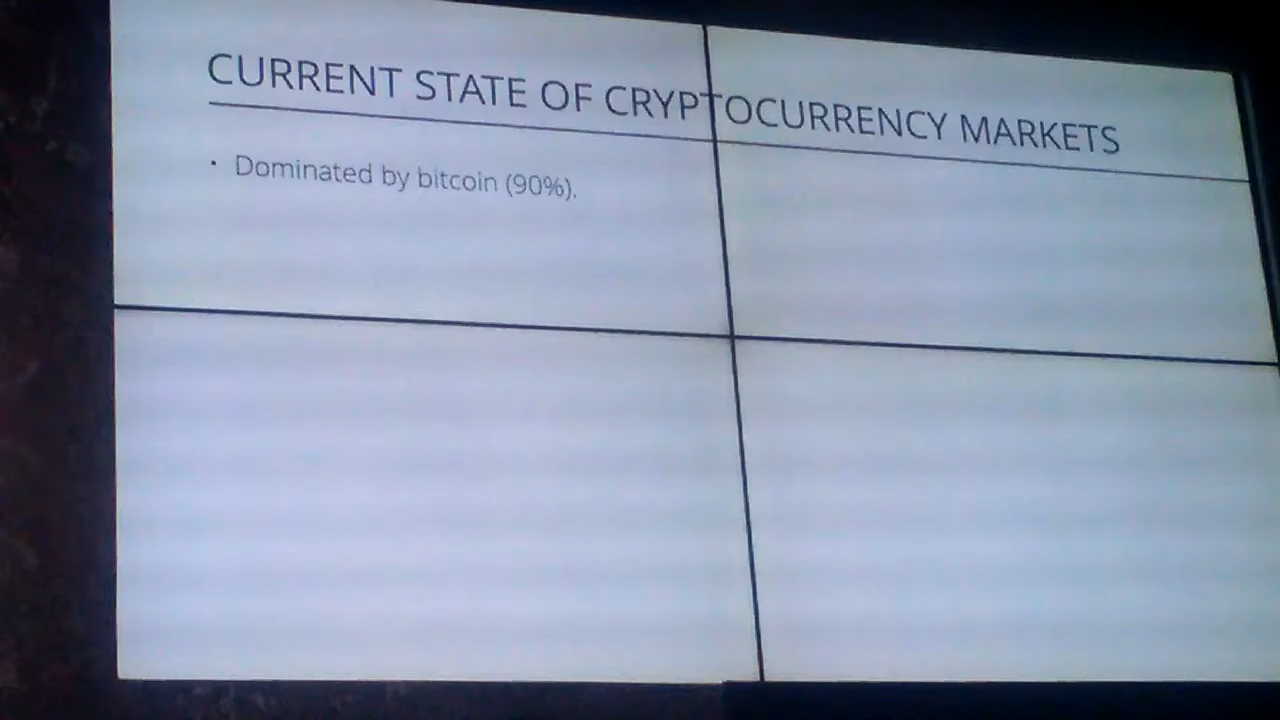 CURRENT STATE OF CRYPTOCURRENCY MARKETS
• Dominated by bitcoin (90%).